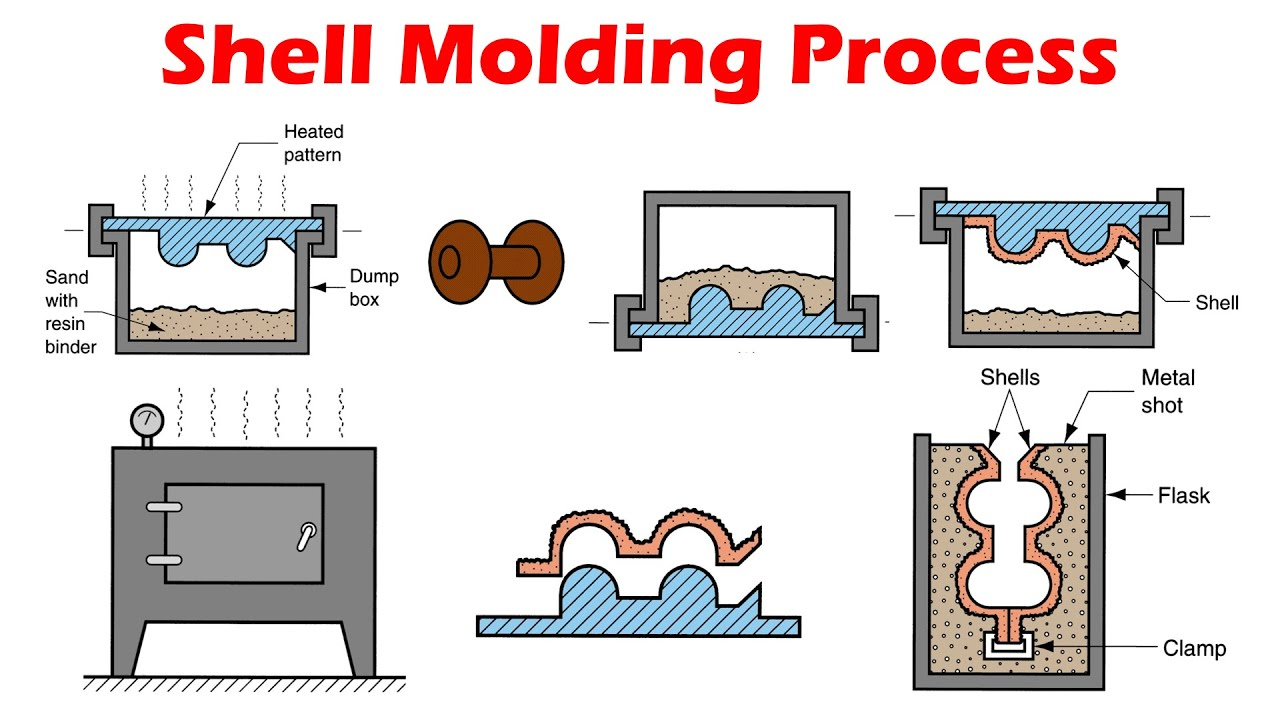 Shell Molding Process
Heated
pattern
Sand
with
resin
binder
Dump
box
Shell
Shells
Metal
shot
Flask
Clamp